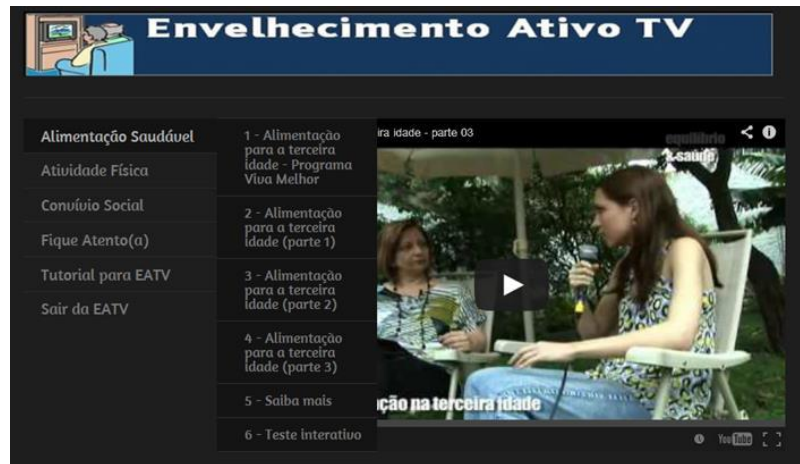 Envelhecimento Ativo TV
Alimentação Saudável
Atividade Física
Convívio Social
Fique Atento(a)
Tutorial para EATV
Sair da EATV
1 - Alimentação
para a terceira
idade - Programa
Viva Melhor
2 - Alimentação
para a terceira
idade (parte 1)
3 - Alimentação
para a terceira
idade (parte 2)
4 - Alimentação
para a terceira
idade (parte 3)
5 - Saiba mais
6 - Teste interativo
ira idade - parte 03
equilíbrio
& saúde
ção na terceira idade
YouTube